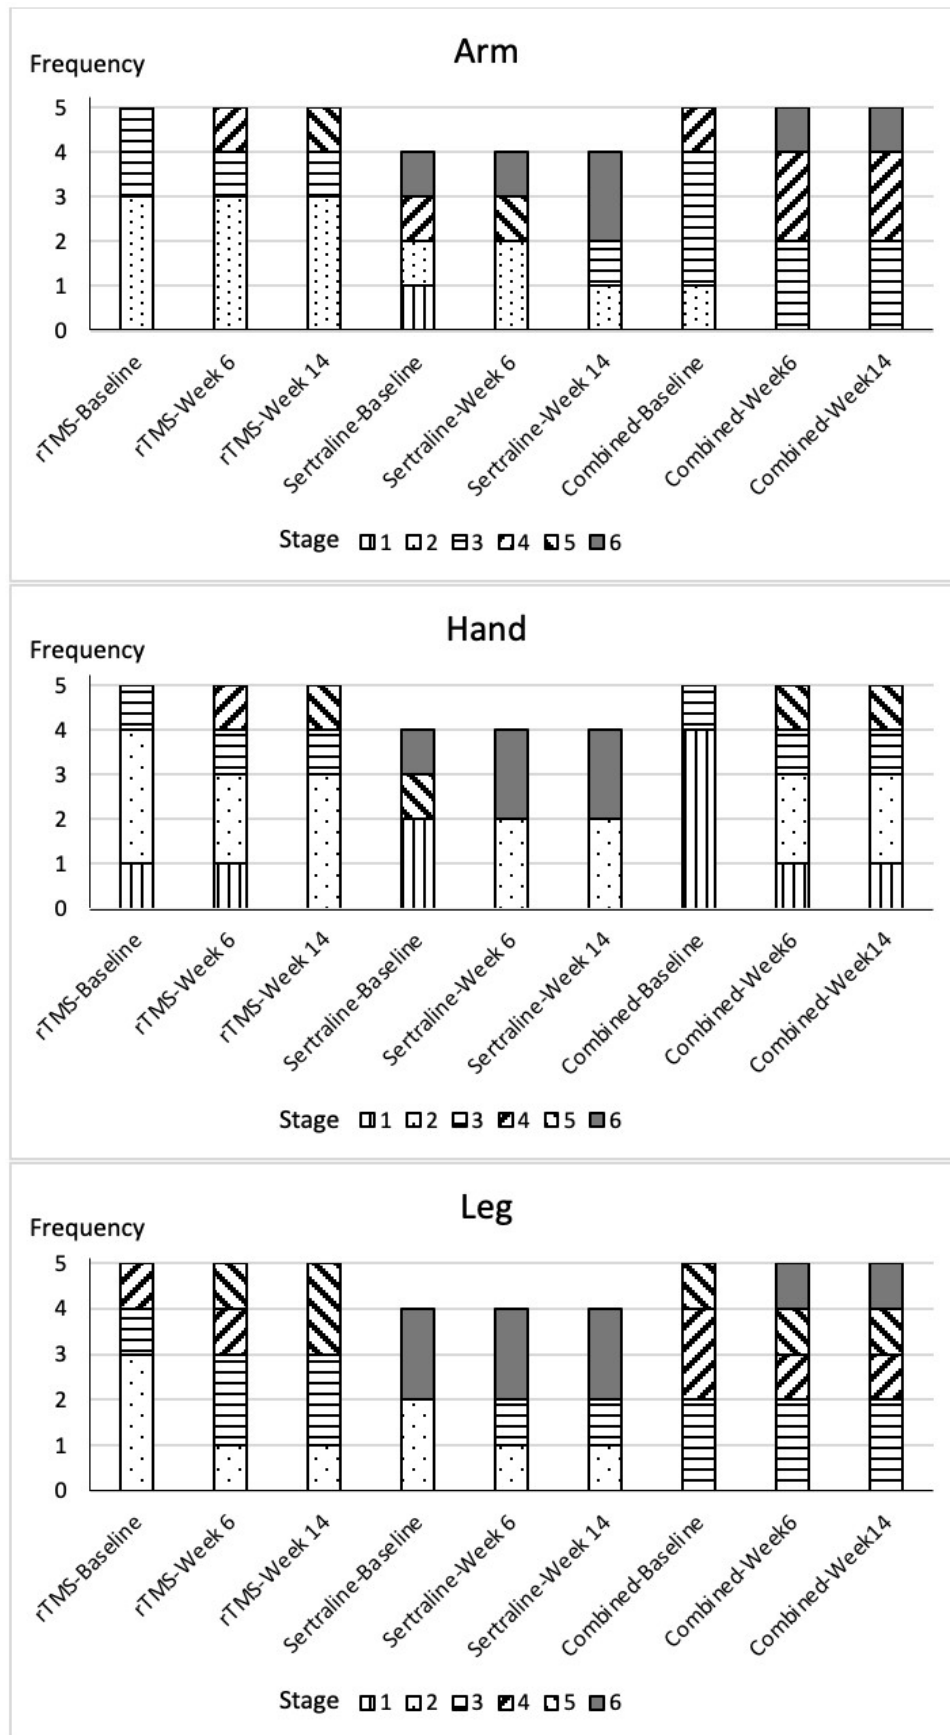 Arm
Frequency
5
4
3
2
1
0
rTMS-Baseline
rTMS-Week 6
rTMS-Week 14
Sertraline-Baseline
Sertraline-Week 6
Sertraline-Week 14
Combined-Baseline
Combined-Week6
Combined-Week14
Stage 1 2 3 4 5 6
Hand
Frequency
5
4
3
2
1
0
rTMS-Baseline
rTMS-Week 6
rTMS-Week 14
Sertraline-Baseline
Sertraline-Week 6
Sertraline-Week 14
Combined-Baseline
Combined-Week6
Combined-Week14
Stage 1 2 3 4 5 6
Leg
Frequency
5
4
3
2
1
0
rTMS-Baseline
rTMS-Week 6
rTMS-Week 14
Sertraline-Baseline
Sertraline-Week 6
Sertraline-Week 14
Combined-Baseline
Combined-Week6
Combined-Week14
Stage 1 2 3 4 5 6